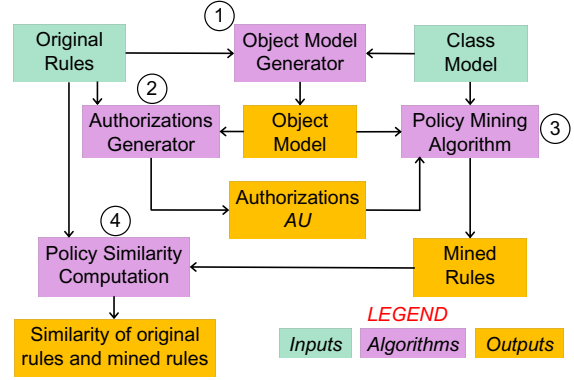 1
Original
Rules
Object Model
Generator
Class
Model
2
Authorizations
Generator
Object
Model
Policy Mining
Algorithm
3
Authorizations
AU
4
Policy Similarity
Computation
Mined
Rules
Similarity of original
rules and mined rules
LEGEND
Inputs
Algorithms
Outputs